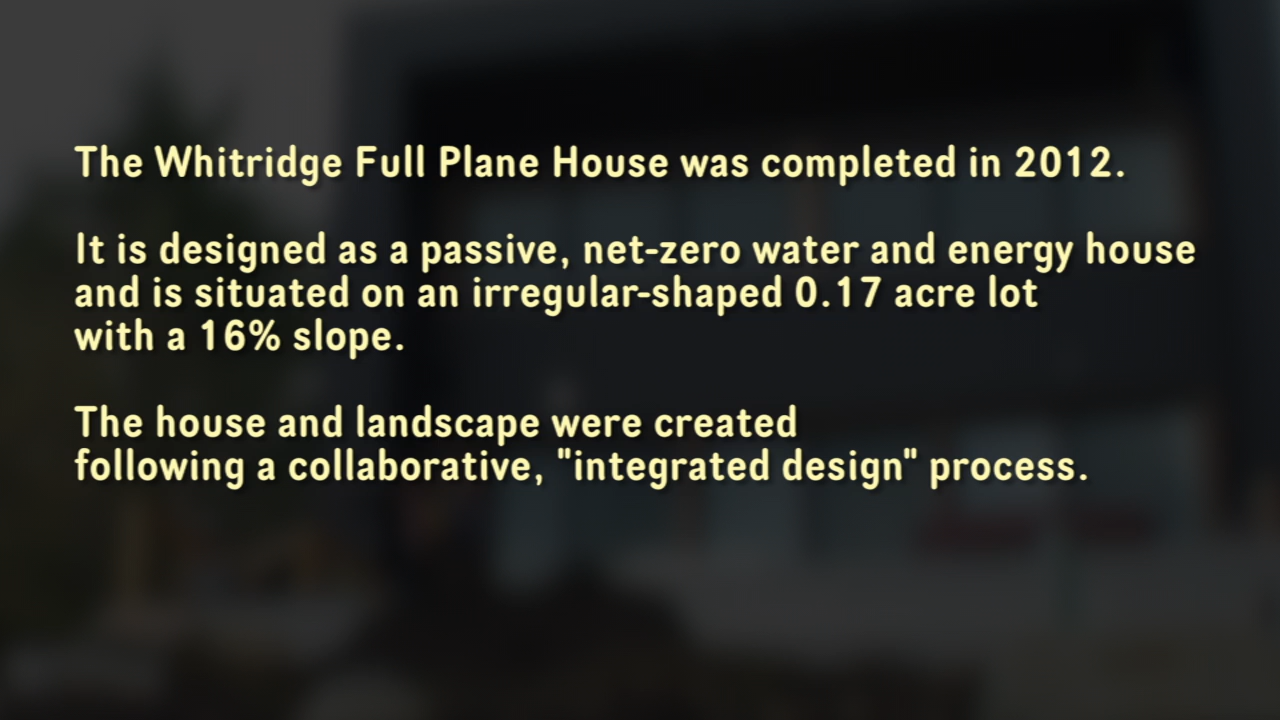 The Whitridge Full Plane House was completed in 2012.
It is designed as a passive, net-zero water and energy house
and is situated on an irregular-shaped 0.17 acre lot
with a 16% slope.
The house and landscape were created
following a collaborative, "integrated design" process.